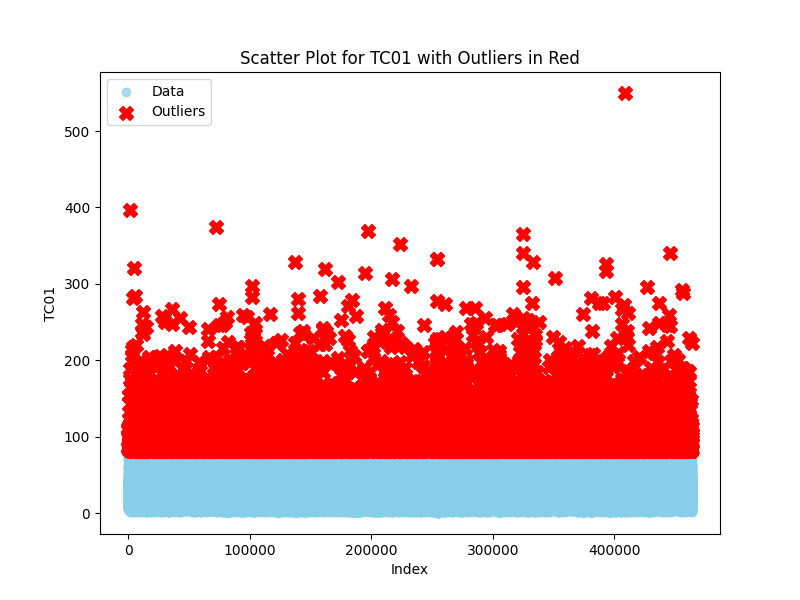 Scatter Plot for TC01 with Outliers in Red
Data
Outliers
500
400
300
200
100
0
TC01
0 100000 200000 300000 400000
Index